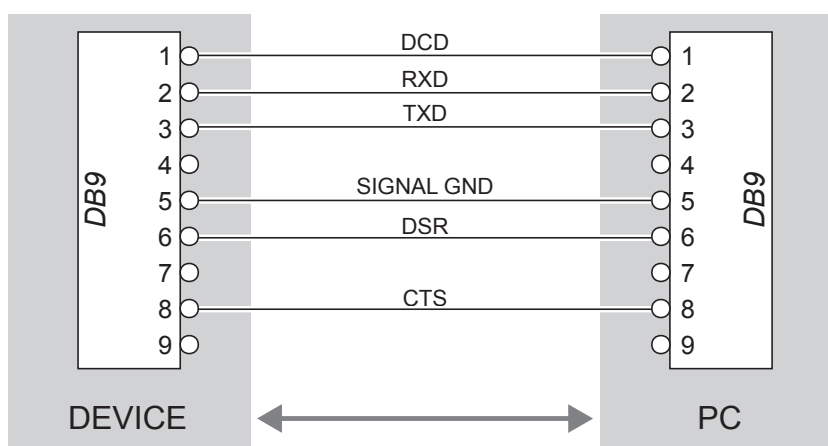 1 DCD 1
2 RXD 2
3 TXD 3
4 4
DB9 DB9
5 SIGNAL GND 5
6 DSR 6
7 7
8 CTS 8
9 9
DEVICE PC